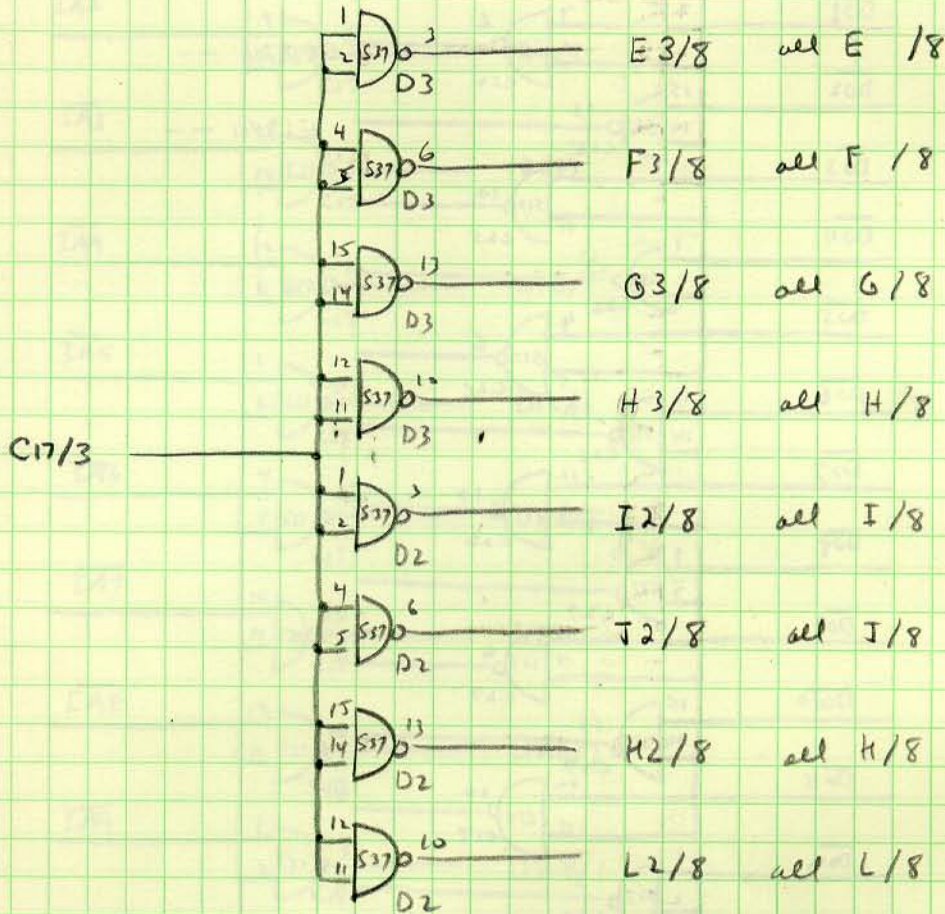 1 2 S37 3 E3/8 all E /8
D3
4 5 S37 6 F3/8 all F /8
D3
15 14 S37 13 G3/8 all G/8
D3
12 11 S37 10 H3/8 all H/8
D3
C17/3
1 2 S37 3 I2/8 all I/8
D2
4 5 S37 6 J2/8 all J/8
D2
15 14 S37 13 H2/8 all H/8
D2
12 11 S37 10 L2/8 all L/8
D2